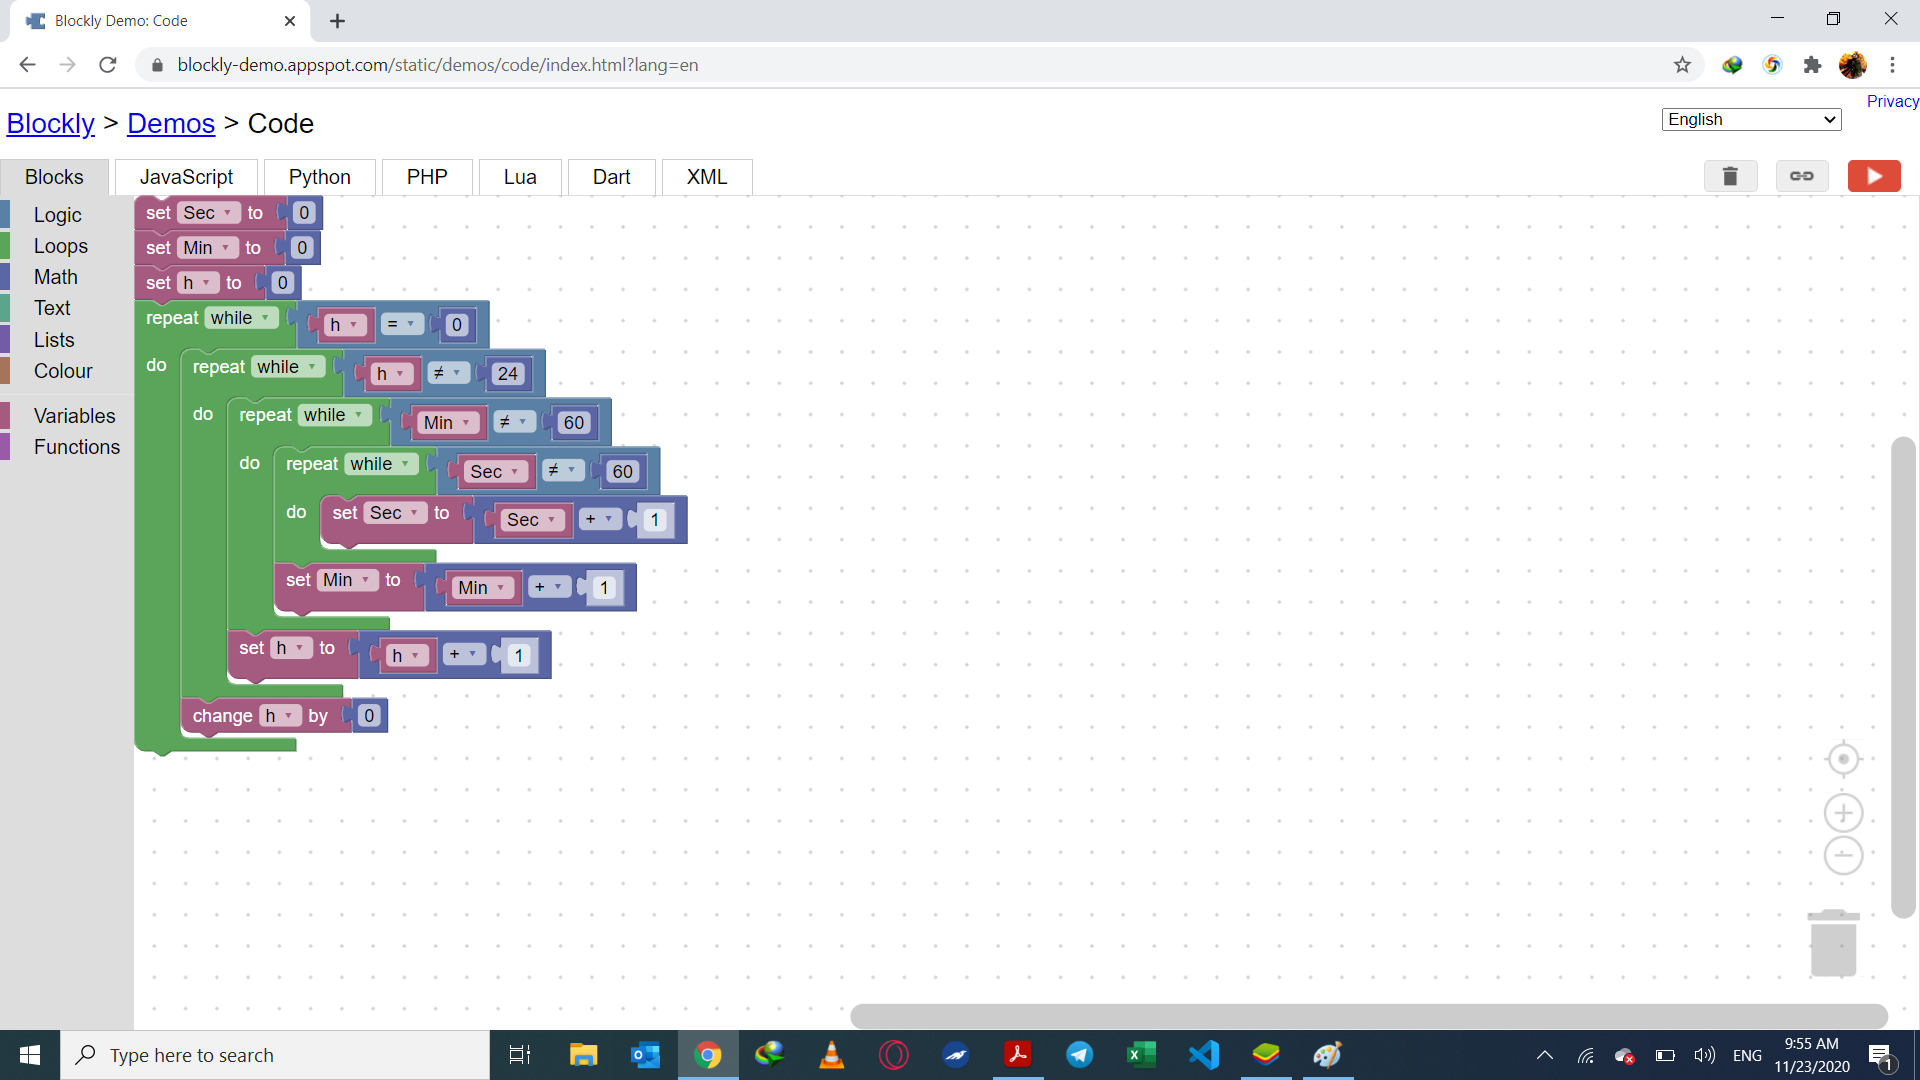 Blockly Demo: Code
blockly-demo.appspot.com/static/demos/code/index.html?lang=en
Privacy
Blockly > Demos > Code
English
Blocks JavaScript Python PHP Lua Dart XML
Logic
Loops
Math
Text
Lists
Colour
Variables
Functions
set Sec to 0
set Min to 0
set h to 0
repeat while h = 0
do repeat while h ≠ 24
do repeat while Min ≠ 60
do repeat while Sec ≠ 60
do set Sec to Sec + 1
set Min to Min + 1
set h to h + 1
change h by 0
Type here to search
ENG
9:55 AM
11/23/2020
1